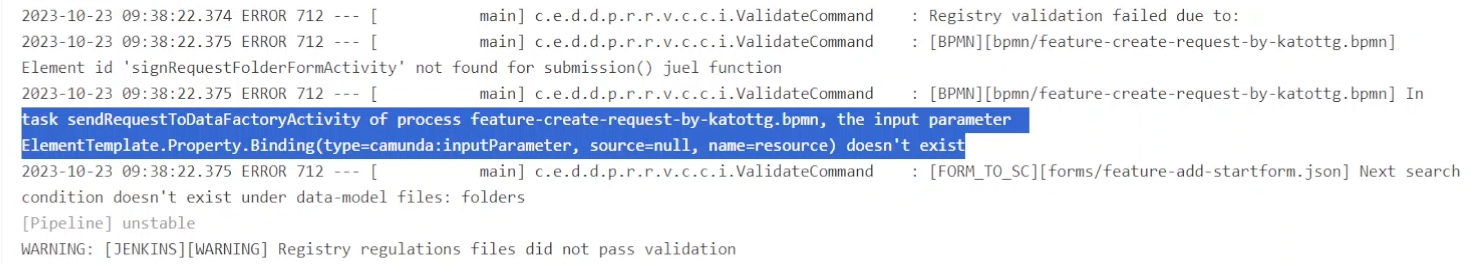 2023-10-23 09:38:22.374 ERROR 712 --- [           main] c.e.d.d.p.r.r.v.c.c.i.ValidateCommand    : Registry validation failed due to:
2023-10-23 09:38:22.375 ERROR 712 --- [           main] c.e.d.d.p.r.r.v.c.c.i.ValidateCommand    : [BPMN][bpmn/feature-create-request-by-katottg.bpmn]
Element id 'signRequestFolderFormActivity' not found for submission() juel function
2023-10-23 09:38:22.375 ERROR 712 --- [           main] c.e.d.d.p.r.r.v.c.c.i.ValidateCommand    : [BPMN][bpmn/feature-create-request-by-katottg.bpmn] In
task sendRequestToDataFactoryActivity of process feature-create-request-by-katottg.bpmn, the input parameter
ElementTemplate.Property.Binding(type=camunda:inputParameter, source=null, name=resource) doesn't exist
2023-10-23 09:38:22.375 ERROR 712 --- [           main] c.e.d.d.p.r.r.v.c.c.i.ValidateCommand    : [FORM_TO_SC][forms/feature-add-startform.json] Next search
condition doesn't exist under data-model files: folders
[Pipeline] unstable
WARNING: [JENKINS][WARNING] Registry regulations files did not pass validation